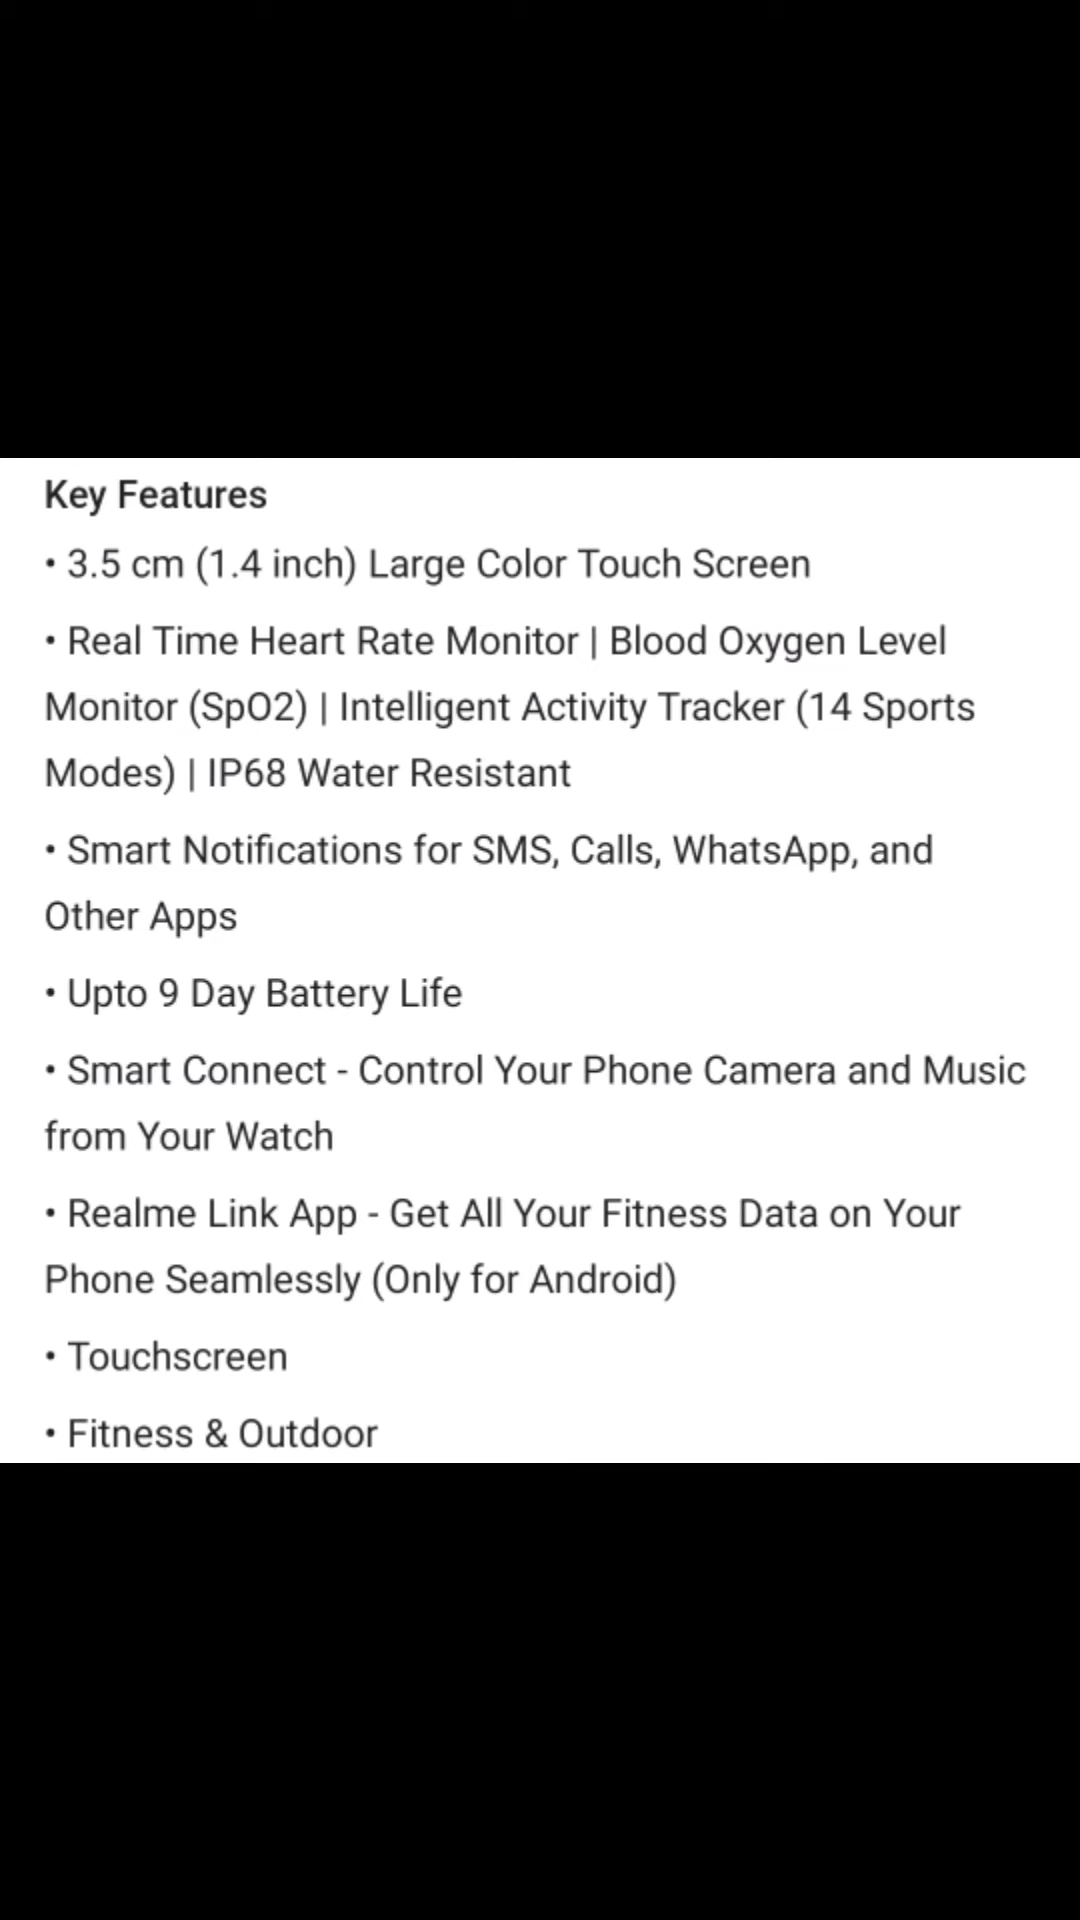 Key Features
• 3.5 cm (1.4 inch) Large Color Touch Screen
• Real Time Heart Rate Monitor | Blood Oxygen Level
Monitor (SpO2) | Intelligent Activity Tracker (14 Sports
Modes) | IP68 Water Resistant
• Smart Notifications for SMS, Calls, WhatsApp, and
Other Apps
• Upto 9 Day Battery Life
• Smart Connect - Control Your Phone Camera and Music
from Your Watch
• Realme Link App - Get All Your Fitness Data on Your
Phone Seamlessly (Only for Android)
• Touchscreen
• Fitness & Outdoor